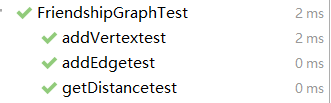 FriendshipGraphTest 2 ms
addVertextest 2 ms
addEdgetest 0 ms
getDistancetest 0 ms